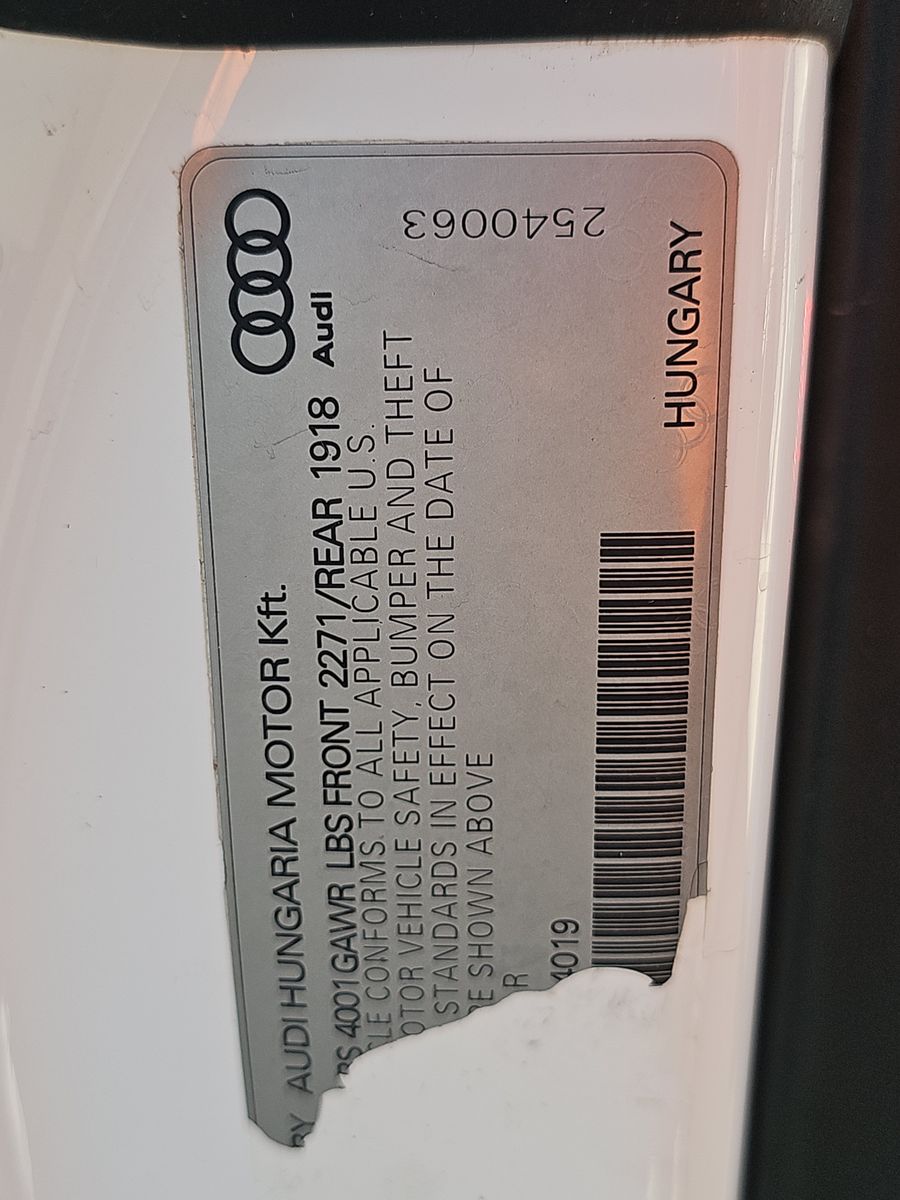 AUDI HUNGARIA MOTOR Kft.
4001 GAWR LBS FRONT 2271/REAR 1918
Audi
CONFORMS TO ALL APPLICABLE U.S.
VEHICLE SAFETY, BUMPER AND THEFT
STANDARDS IN EFFECT ON THE DATE OF
SHOWN ABOVE
2540063
4019
HUNGARY